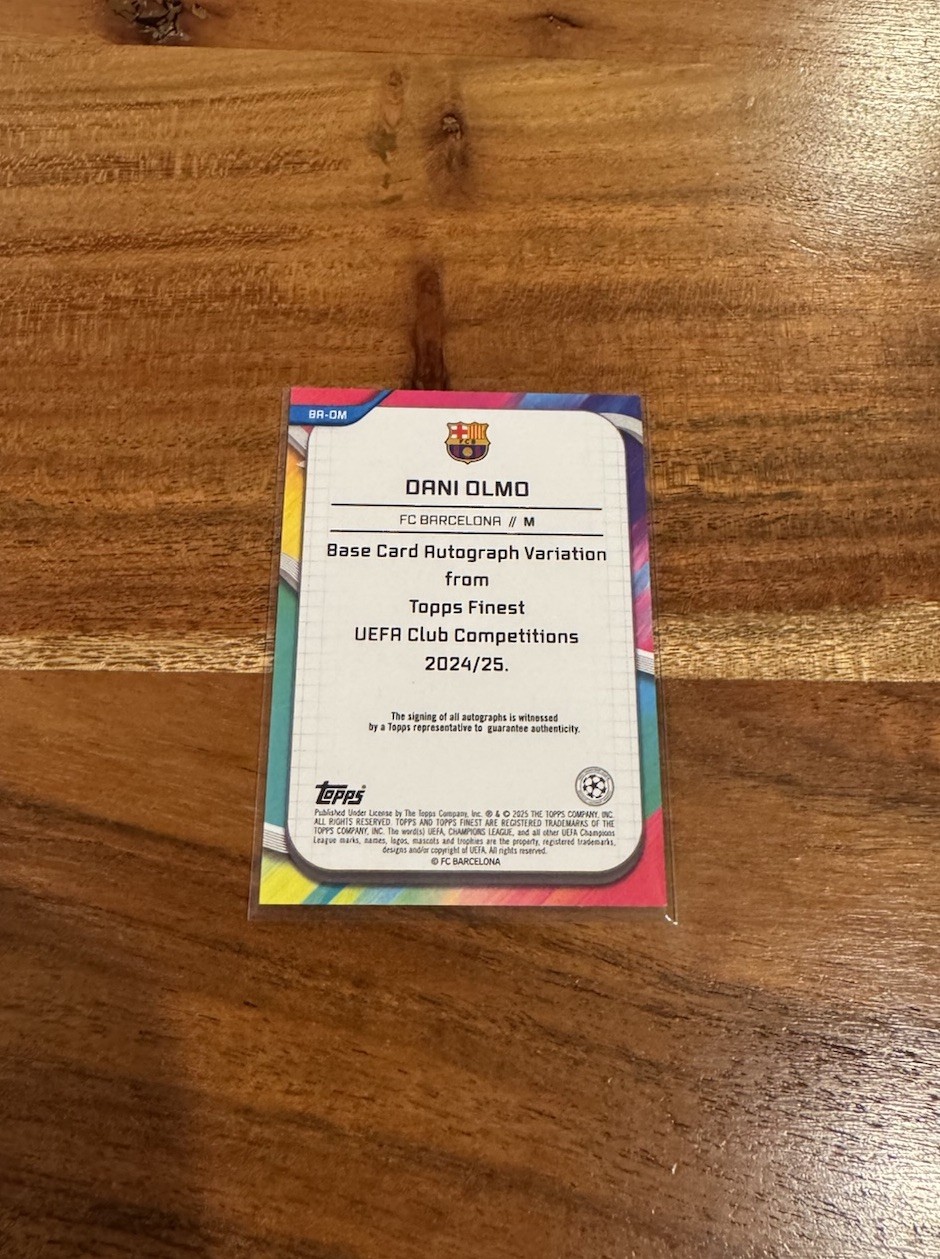 BA-DM
FCB
DANI OLMO
FC BARCELONA // M
Base Card Autograph Variation
from
Topps Finest
UEFA Club Competitions
2024/25.
The signing of all autographs is witnessed
by a Topps representative to guarantee authenticity.
Topps®
Published Under License by The Topps Company, Inc. ® & © 2025 THE TOPPS COMPANY, INC.
ALL RIGHTS RESERVED. TOPPS AND TOPPS FINEST ARE REGISTERED TRADEMARKS OF THE
TOPPS COMPANY, INC. The word(s) UEFA, CHAMPIONS LEAGUE, and all other UEFA Champions
League marks, names, logos, mascots and trophies are the property, registered trademarks,
designs and/or copyright of UEFA. All rights reserved.
© FC BARCELONA